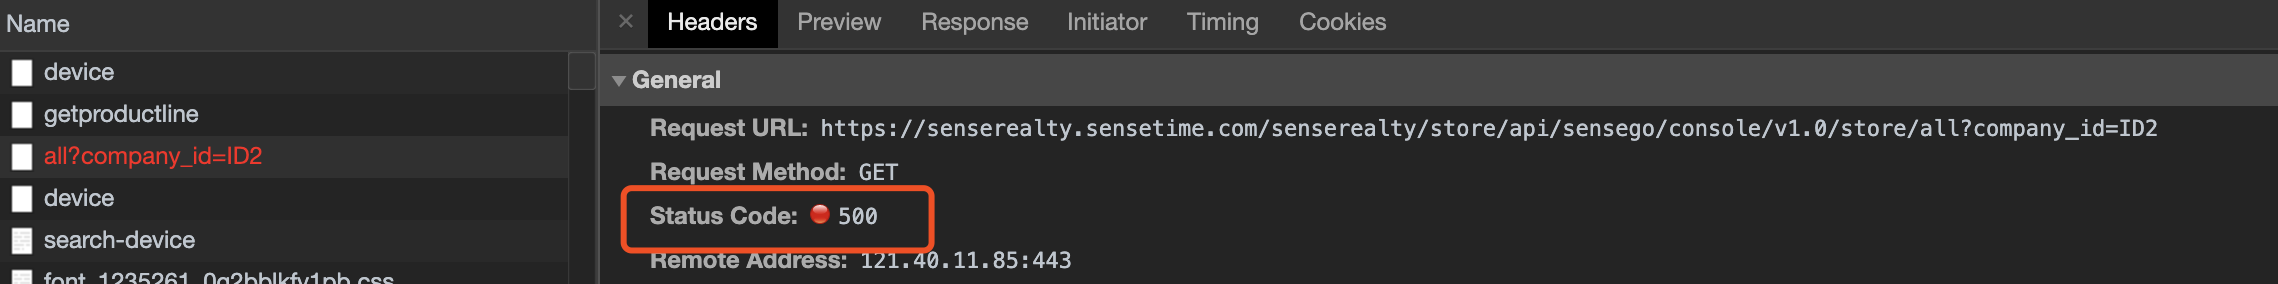 Name
device
getproductline
all?company_id=ID2
device
search-device
font_1235261_0q2bblkfy1pb.css
× Headers Preview Response Initiator Timing Cookies
General
Request URL: https://senserealty.sensetime.com/senserealty/store/api/sensego/console/v1.0/store/all?company_id=ID2
Request Method: GET
Status Code: 500
Remote Address: 121.40.11.85:443